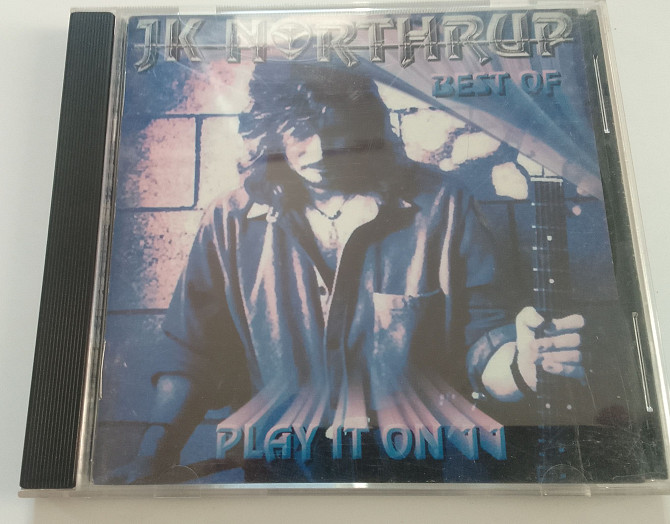 JK NORTHRUP
BEST OF
PLAY IT ON 11